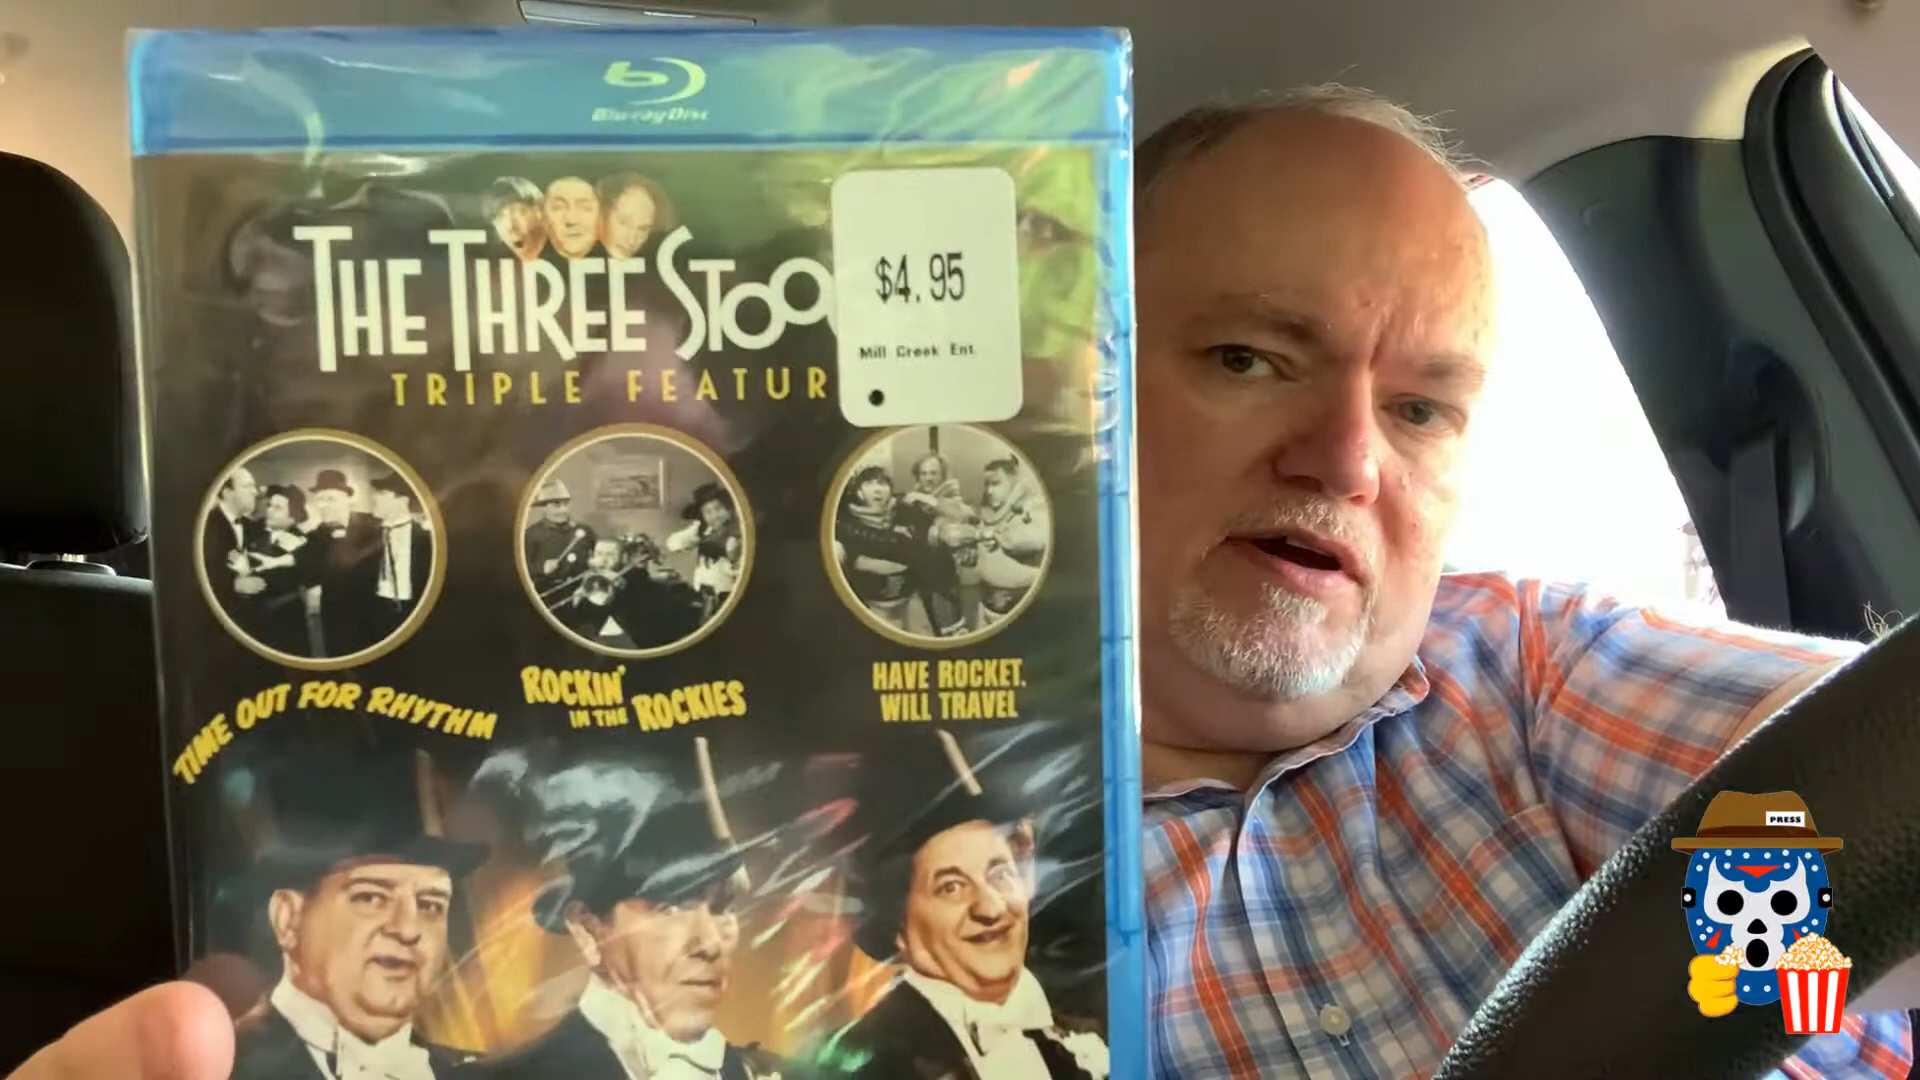 Blu-ray Disc
THE THREE STOO
$4.95
Mill Creek Ent.
TRIPLE FEATUR
TIME OUT FOR RHYTHM
ROCKIN'
IN THE ROCKIES
HAVE ROCKET.
WILL TRAVEL
PRESS